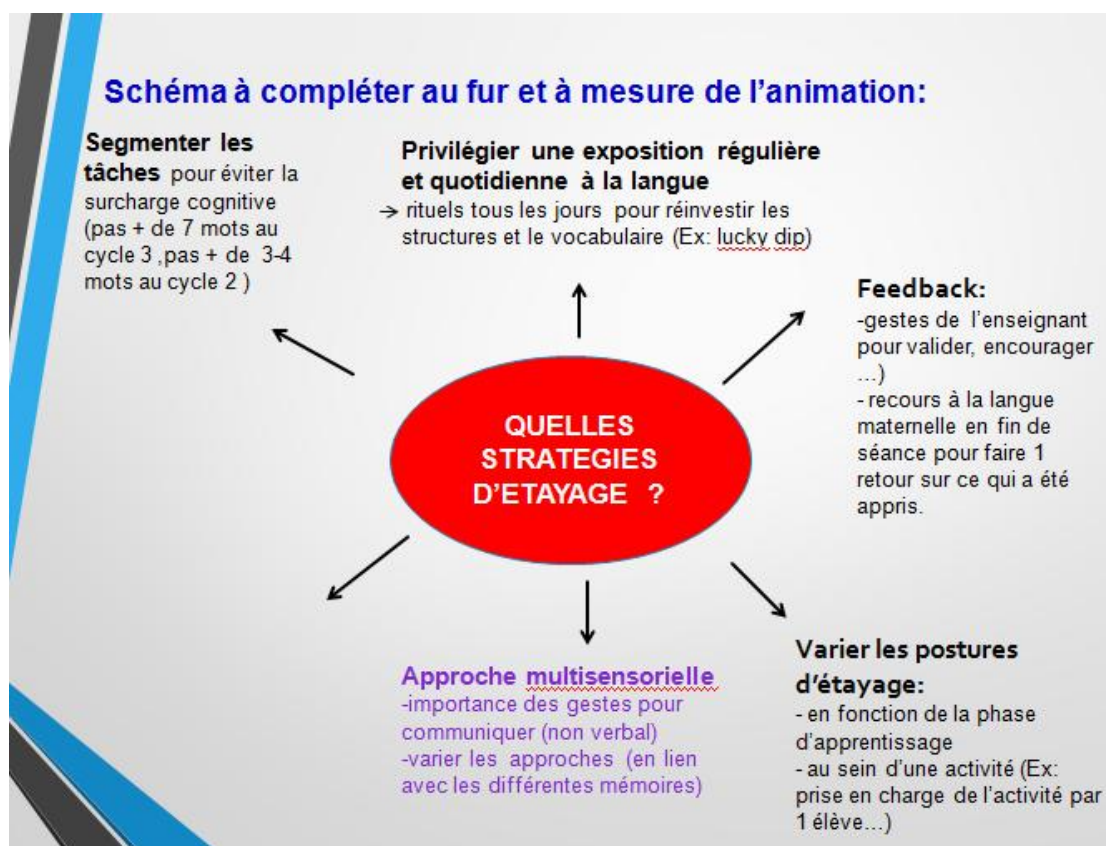 Schéma à compléter au fur et à mesure de l'animation:
Segmenter les
tâches pour éviter la
surcharge cognitive
(pas + de 7 mots au
cycle 3 ,pas + de 3-4
mots au cycle 2 )
Privilégier une exposition régulière
et quotidienne à la langue
→ rituels tous les jours pour réinvestir les
structures et le vocabulaire (Ex: lucky dip)
Feedback:
-gestes de l'enseignant
pour valider, encourager
...)
- recours à la langue
maternelle en fin de
séance pour faire 1
retour sur ce qui a été
appris.
QUELLES
STRATEGIES
D'ETAYAGE ?
Approche multisensorielle
-importance des gestes pour
communiquer (non verbal)
-varier les approches (en lien
avec les différentes mémoires)
Varier les postures
d'étayage:
- en fonction de la phase
d'apprentissage
- au sein d'une activité (Ex:
prise en charge de l'activité par
1 élève...)